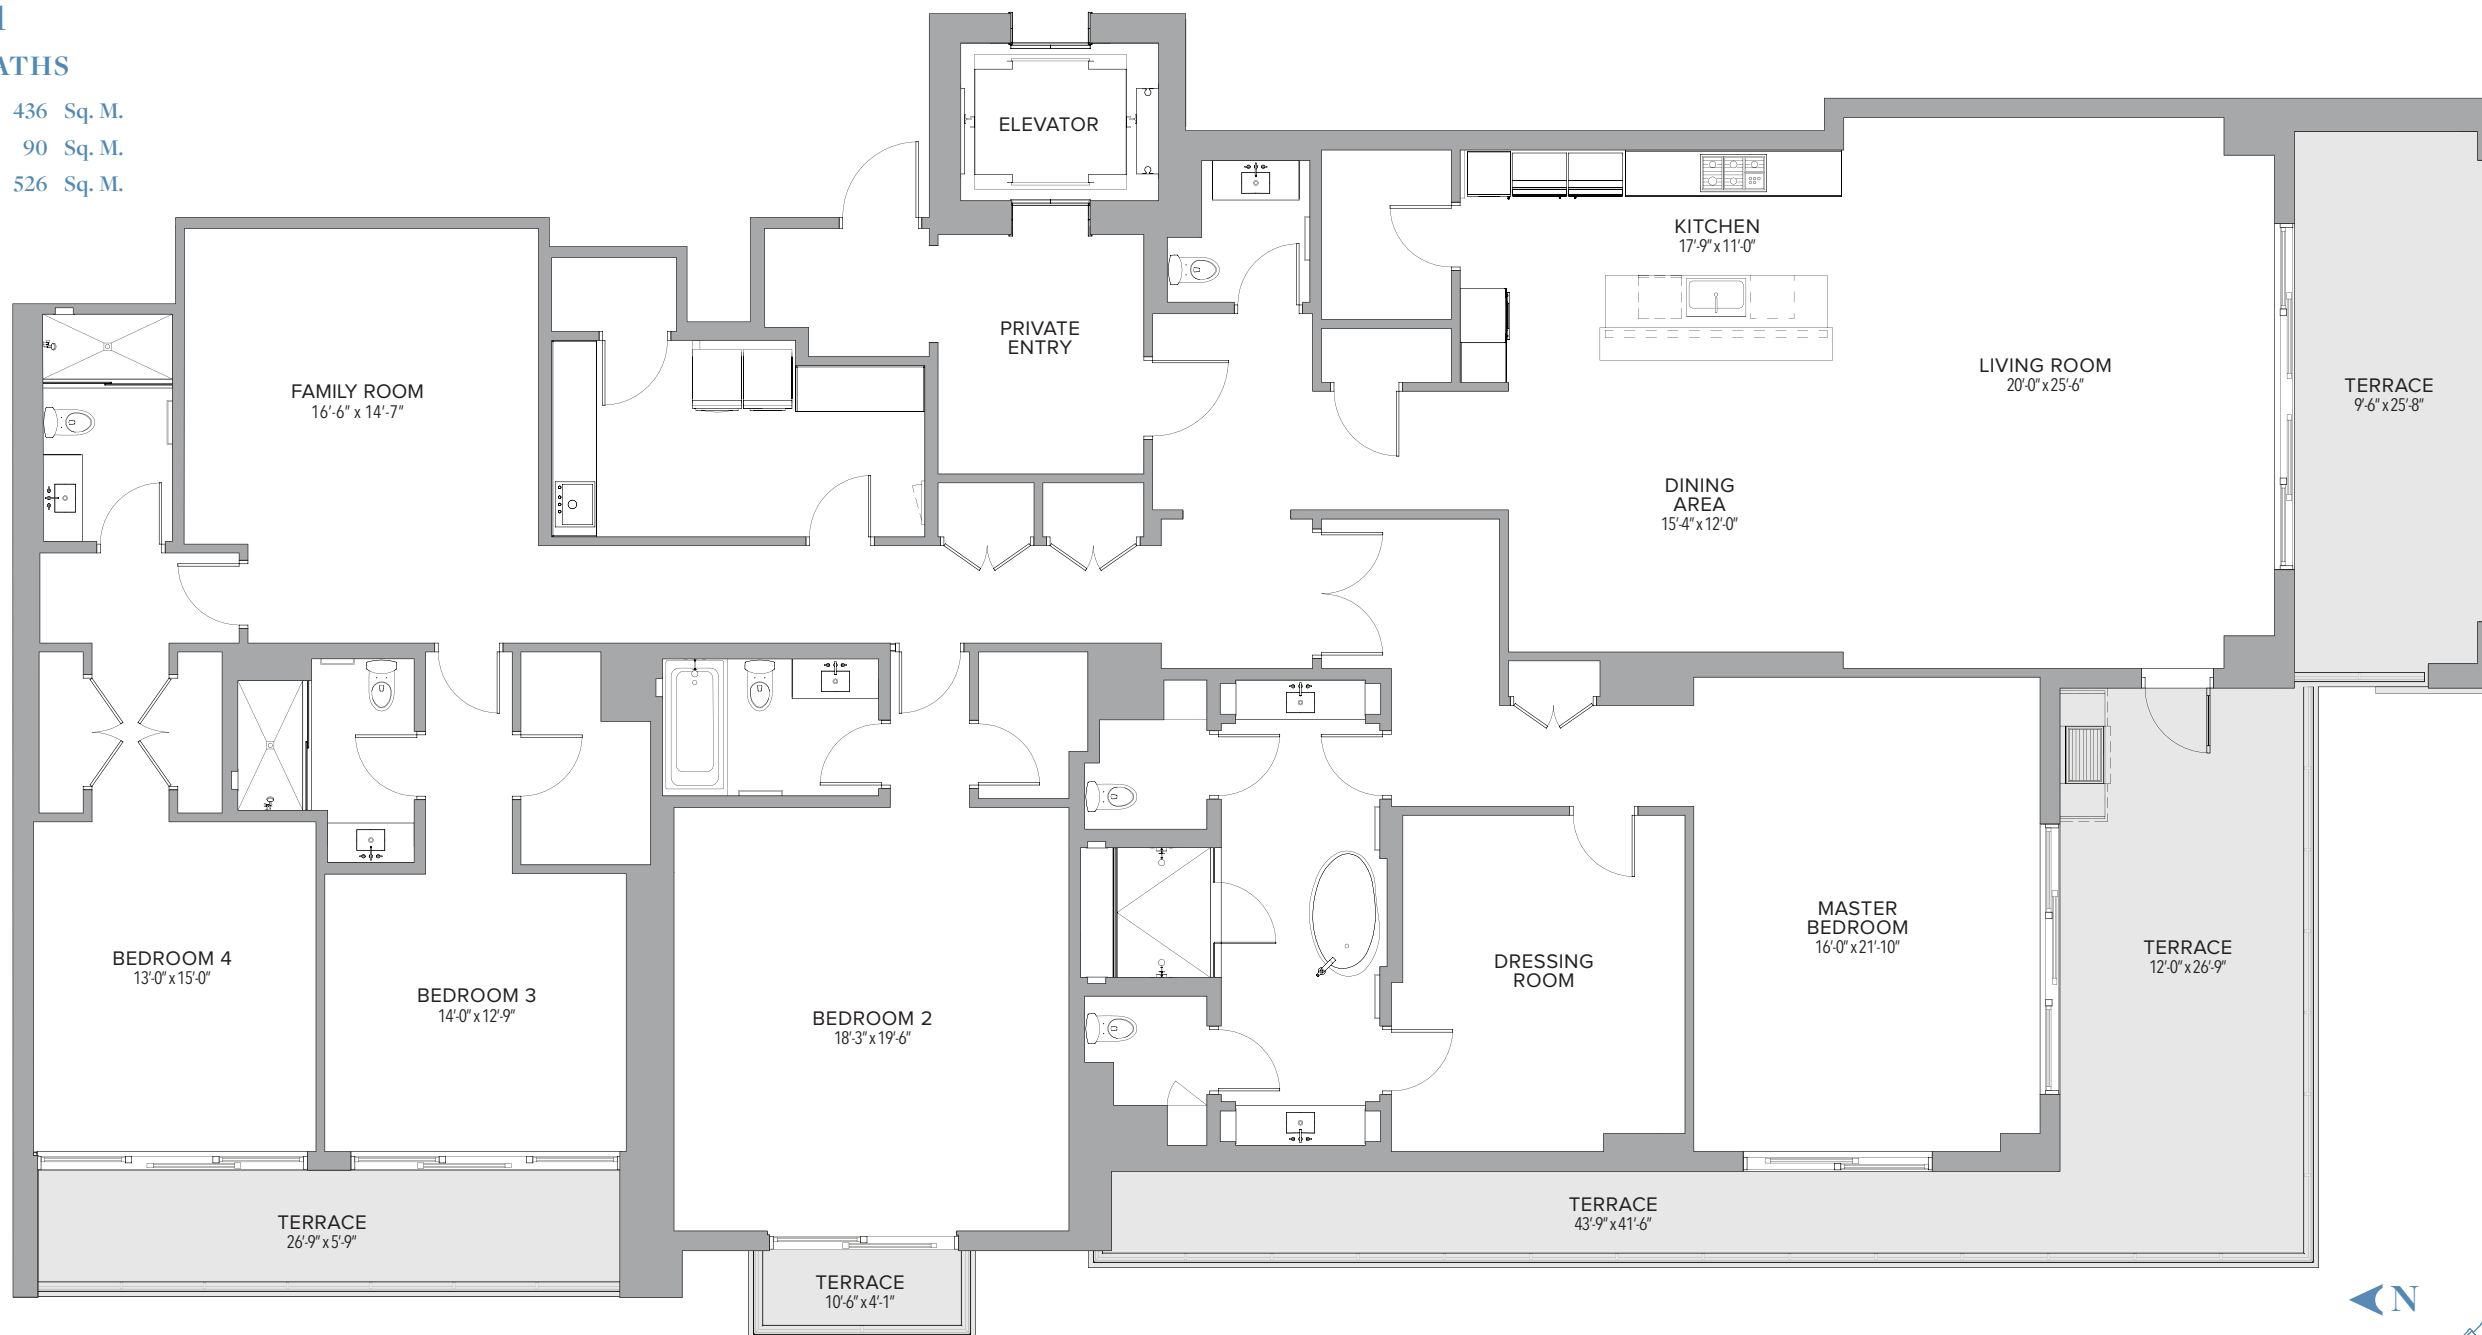 436 Sq. M.
90 Sq. M.
526 Sq. M.
ELEVATOR
KITCHEN
17'-9" x 11'-0"
PRIVATE
ENTRY
FAMILY ROOM
16'-6" x 14'-7"
LIVING ROOM
20'-0" x 25'-6"
TERRACE
9'-6" x 25'-8"
DINING
AREA
15'-4" x 12'-0"
MASTER
BEDROOM
16'-0" x 21'-10"
TERRACE
12'-0" x 26'-9"
BEDROOM 4
13'-0" x 15'-0"
DRESSING
ROOM
BEDROOM 3
14'-0" x 12'-9"
BEDROOM 2
18'-3" x 19'-6"
TERRACE
43'-9" x 41'-6"
TERRACE
26'-9" x 5'-9"
TERRACE
10'-6" x 4'-1"
N